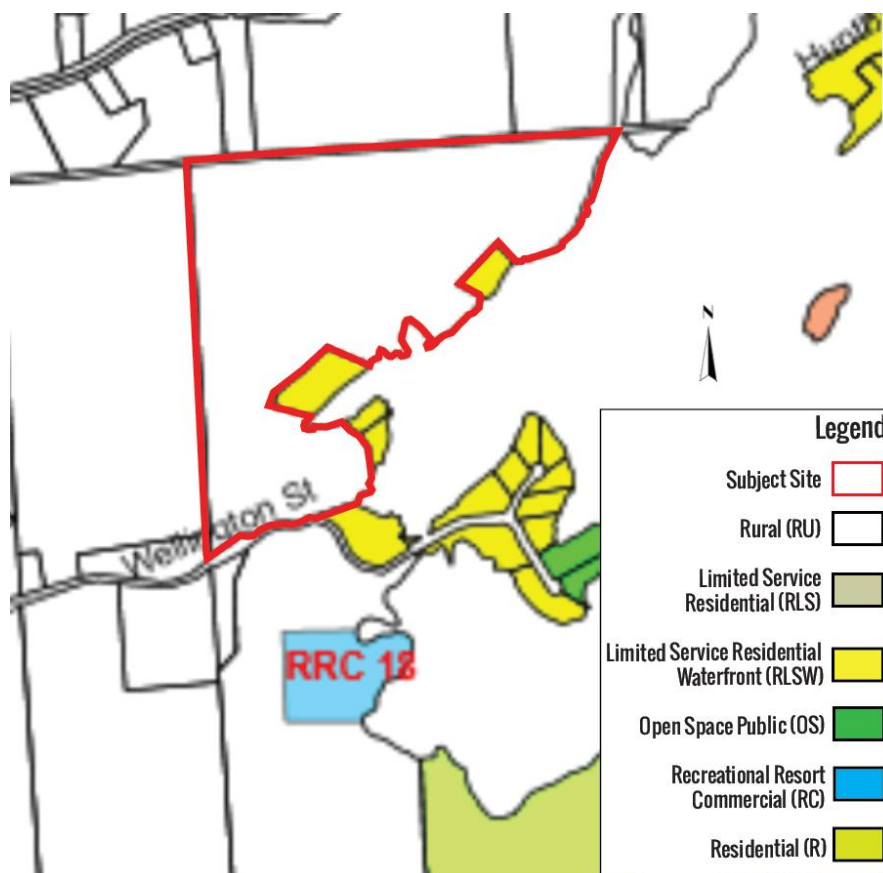 N
Wellington St
RRC 18
Legend
Subject Site
Rural (RU)
Limited Service
Residential (RLS)
Limited Service Residential
Waterfront (RLSW)
Open Space Public (OS)
Recreational Resort
Commercial (RC)
Residential (R)